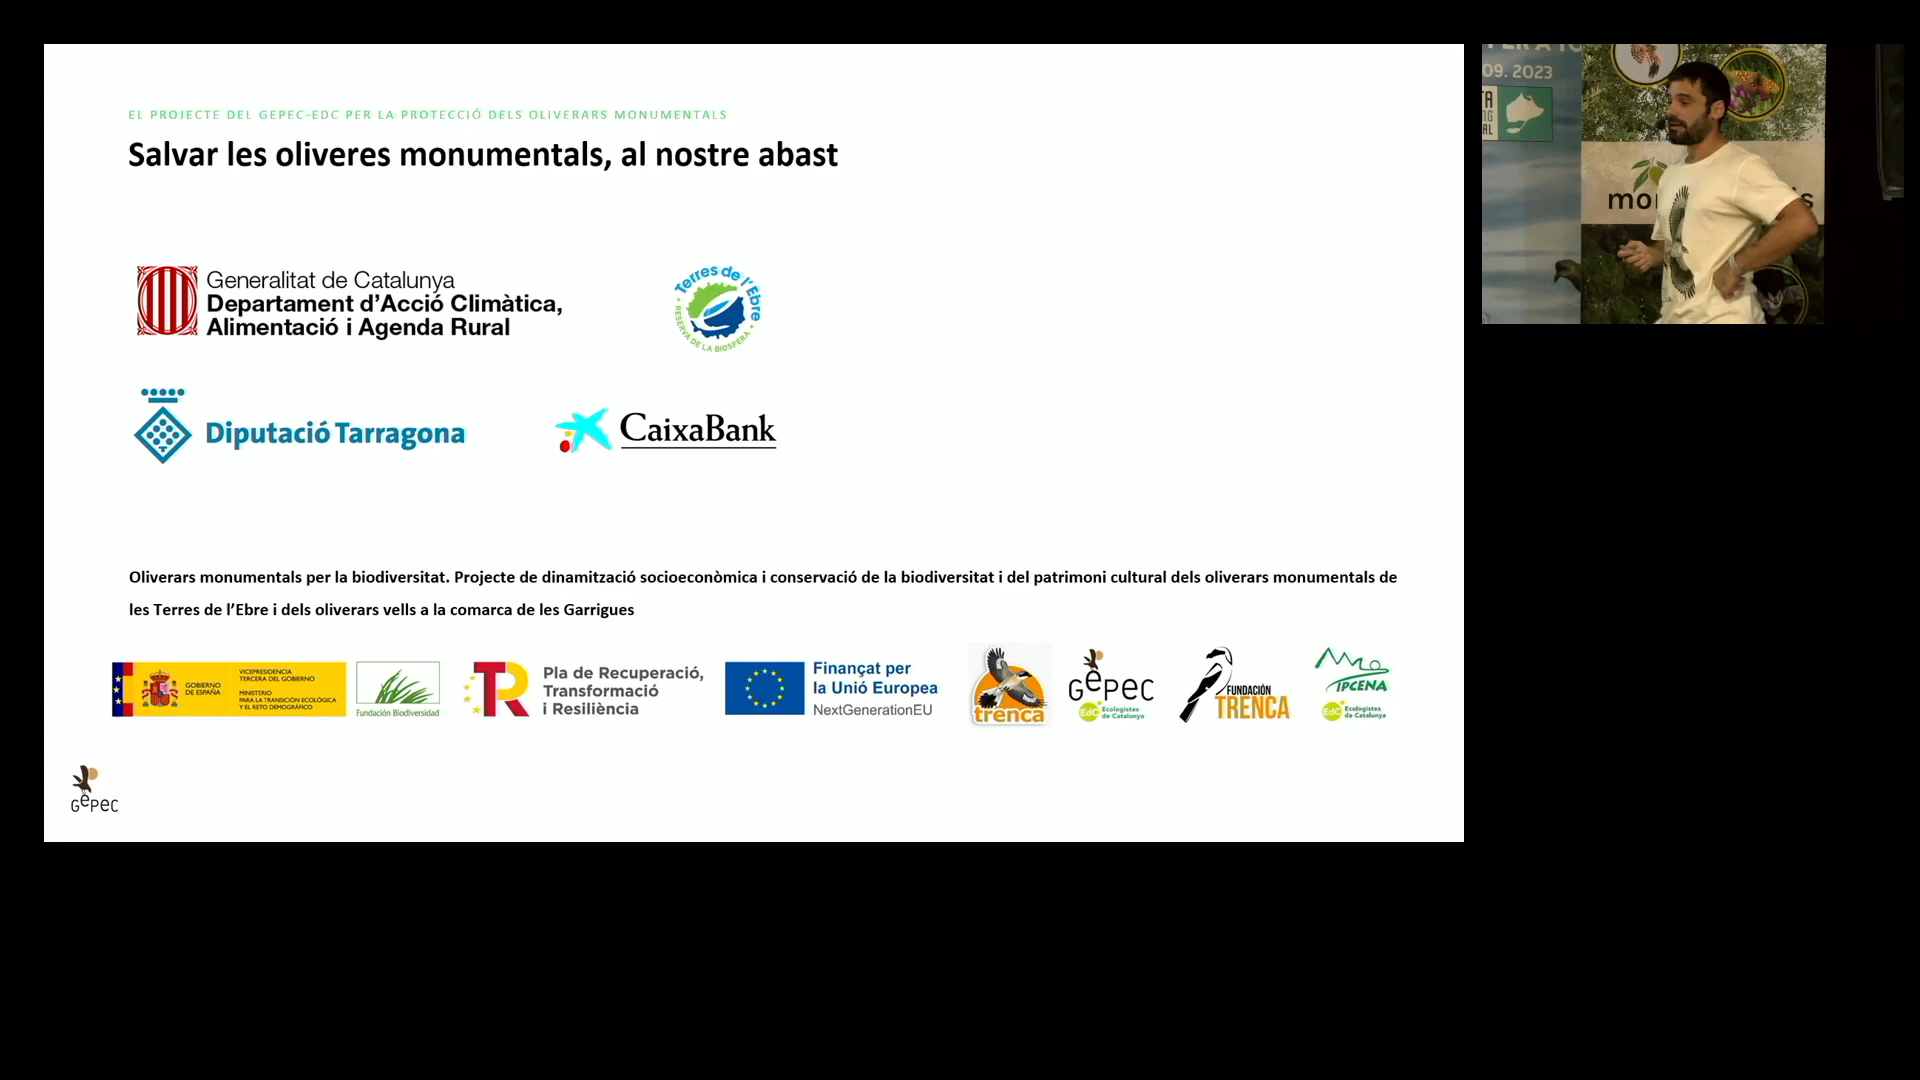 EL PROJECTE DEL GEPEC-EDC PER LA PROTECCIÓ DELS OLIVERARS MONUMENTALS
Salvar les oliveres monumentals, al nostre abast
Generalitat de Catalunya
Departament d'Acció Climàtica,
Alimentació i Agenda Rural
Terres de l'Ebre
RESERVA DE LA BIOSFERA
Diputació Tarragona
CaixaBank
Oliverars monumentals per la biodiversitat. Projecte de dinamització socioeconòmica i conservació de la biodiversitat i del patrimoni cultural dels oliverars monumentals de
les Terres de l'Ebre i dels oliverars vells a la comarca de les Garrigues
GOBIERNO
DE ESPAÑA
VICEPRESIDENCIA
TERCERA DEL GOBIERNO
MINISTERIO
PARA LA TRANSICIÓN ECOLÓGICA
Y EL RETO DEMOGRÁFICO
Fundación Biodiversidad
TR
Pla de Recuperació,
Transformació
i Resiliència
Finançat per
la Unió Europea
NextGenerationEU
trenca
GEPEC
EdC Ecologistes
de Catalunya
FUNDACIÓN
TRENCA
IPCENA
EdC Ecologistes
de Catalunya
GEPEC
09. 2023
mo
s